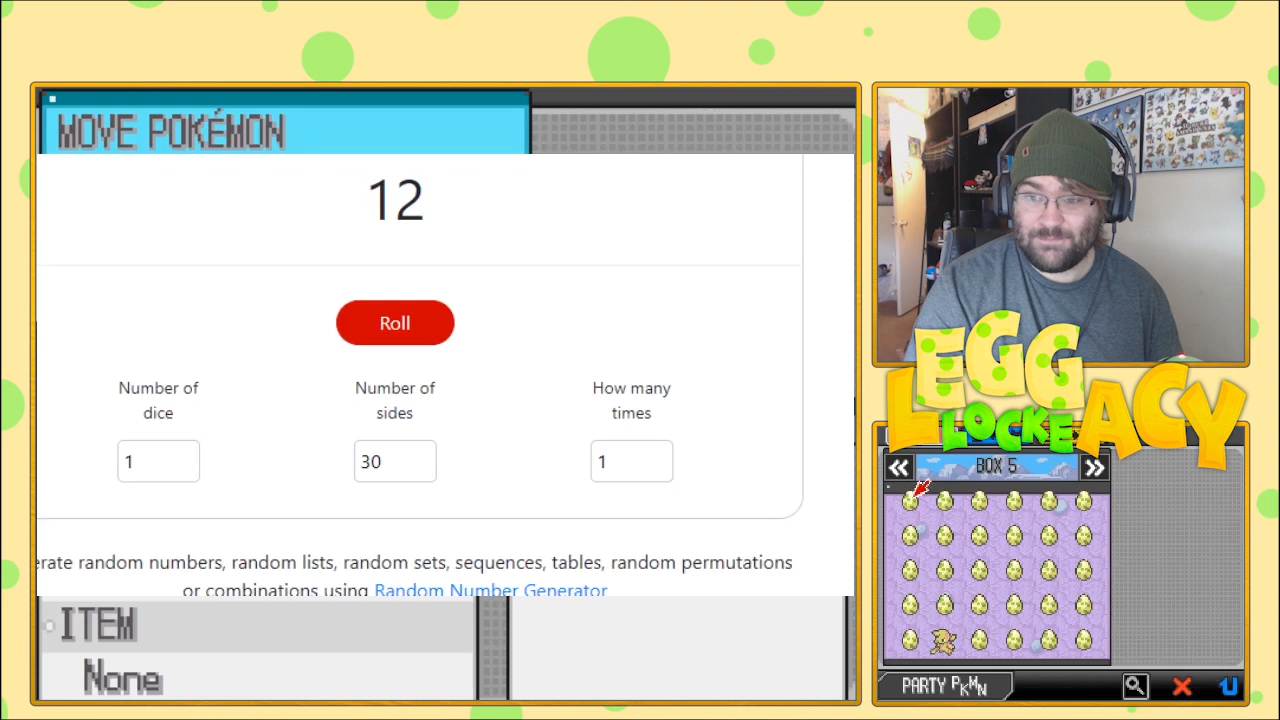 MOVE POKÉMON
12
Roll
Number of dice
Number of sides
How many times
1
30
1
erate random numbers, random lists, random sets, sequences, tables, random permutations
or combinations using Random Number Generator
ITEM
None
EGG
LEGACY
LOCKE
BOX 5
PARTY PKMN